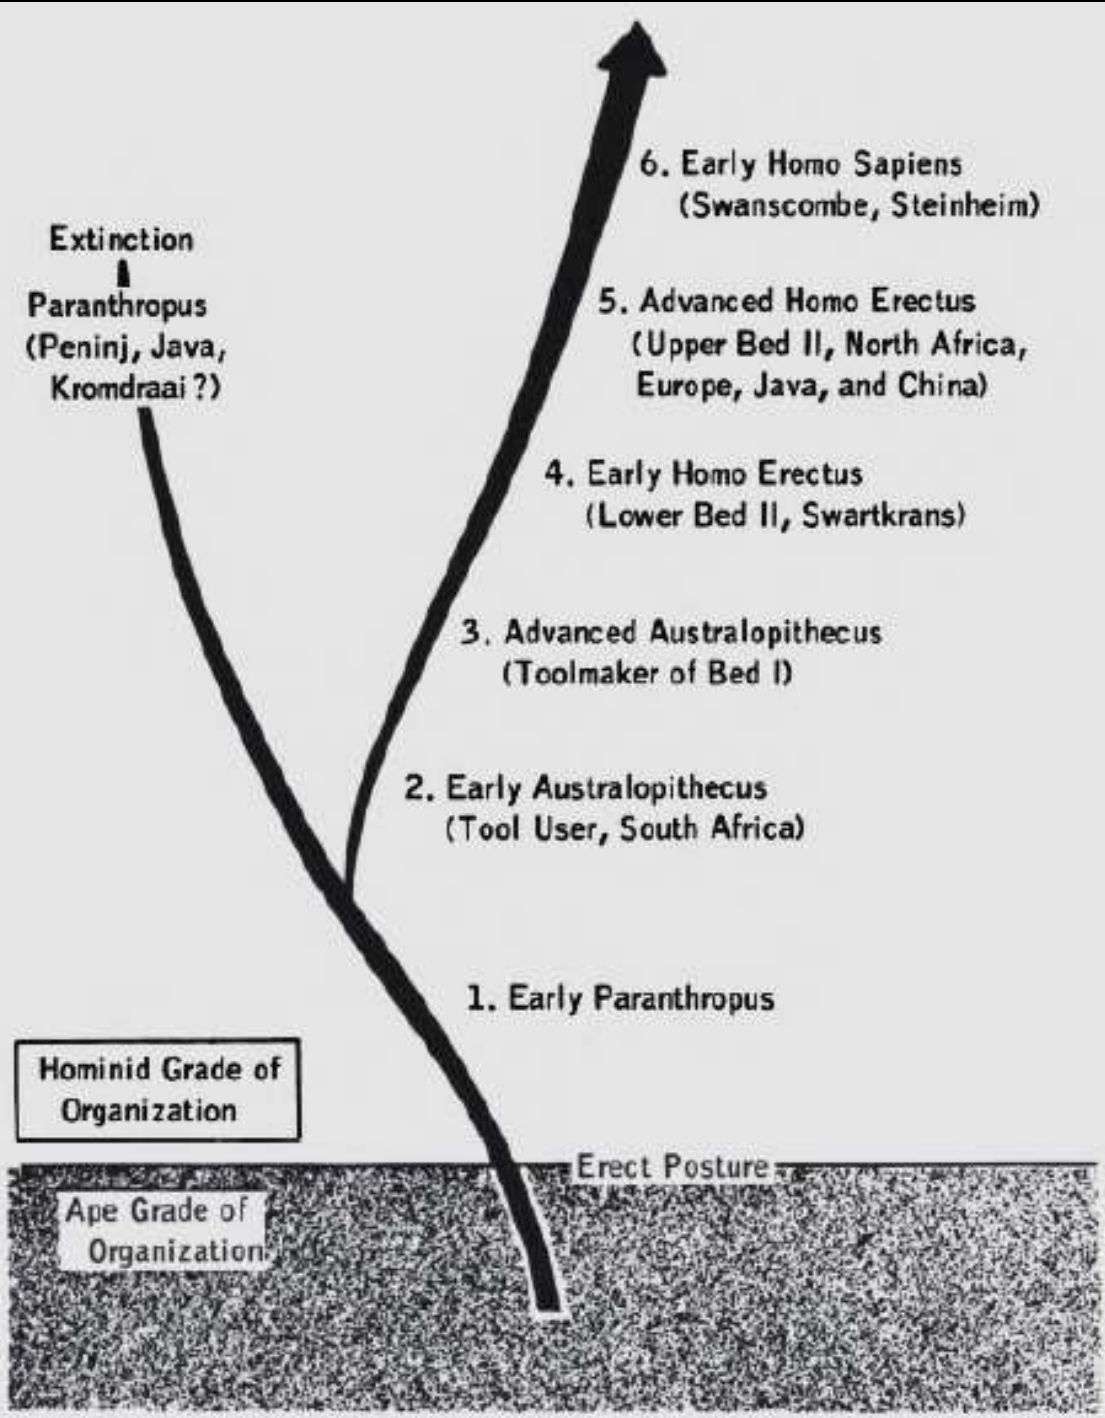 6. Early Homo Sapiens
(Swanscombe, Steinheim)
Extinction
Paranthropus
(Peninj, Java,
Kromdraai ?)
5. Advanced Homo Erectus
(Upper Bed II, North Africa,
Europe, Java, and China)
4. Early Homo Erectus
(Lower Bed II, Swartkrans)
3. Advanced Australopithecus
(Toolmaker of Bed I)
2. Early Australopithecus
(Tool User, South Africa)
1. Early Paranthropus
Hominid Grade of
Organization
Erect Posture
Ape Grade of
Organization